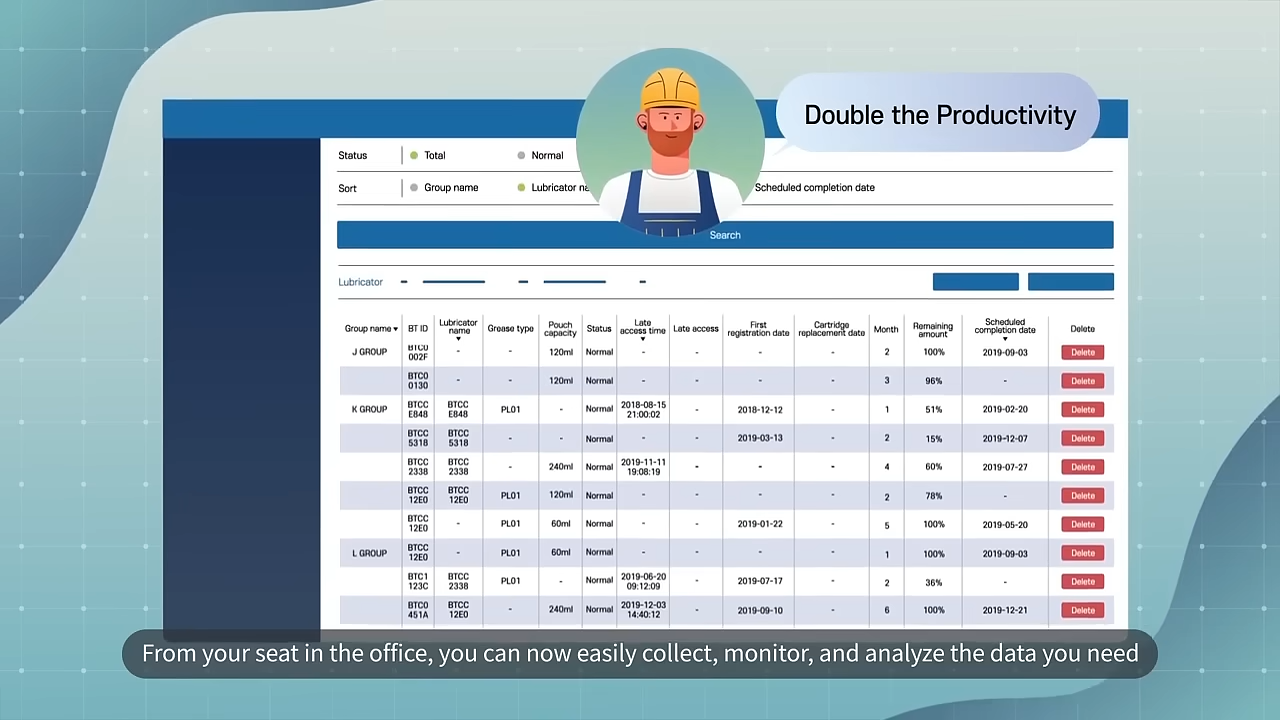 Double the Productivity
Status Total Normal
Sort Group name Lubricator Scheduled completion date
Search
Lubricator
Group name BT ID Lubricator name Grease type Pouch capacity Status Late access time Late access First registration date Cartridge replacement date Month Remaining amount Scheduled completion date Delete
J GROUP BTC0 002F - - 120ml Normal - - - - 2 100% 2019-09-03 Delete
BTC0 0130 - - 120ml Normal - - - - 3 96% - Delete
K GROUP BTCC E848 BTCC E848 PL01 - Normal 2018-08-15 21:00:02 - 2018-12-12 - 1 51% 2019-02-20 Delete
BTCC 5318 BTCC 5318 - - Normal - - 2019-03-13 - 2 15% 2019-12-07 Delete
BTCC 2338 BTCC 2338 - 240ml Normal 2019-11-11 19:08:19 - - - 4 60% 2019-07-27 Delete
BTCC 12E0 BTCC 12E0 PL01 120ml Normal - - - - 2 78% - Delete
BTCC 12E0 - PL01 60ml Normal - - 2019-01-22 - 5 100% 2019-05-20 Delete
L GROUP BTCC 12E0 - PL01 60ml Normal - - - - 1 100% 2019-09-03 Delete
BTC1 123C BTCC 2338 PL01 - Normal 2019-06-20 09:12:09 - 2019-07-17 - 2 36% - Delete
BTC0 451A BTCC 12E0 - 240ml Normal 2019-12-03 14:40:12 - 2019-09-10 - 6 100% 2019-12-21 Delete
From your seat in the office, you can now easily collect, monitor, and analyze the data you need